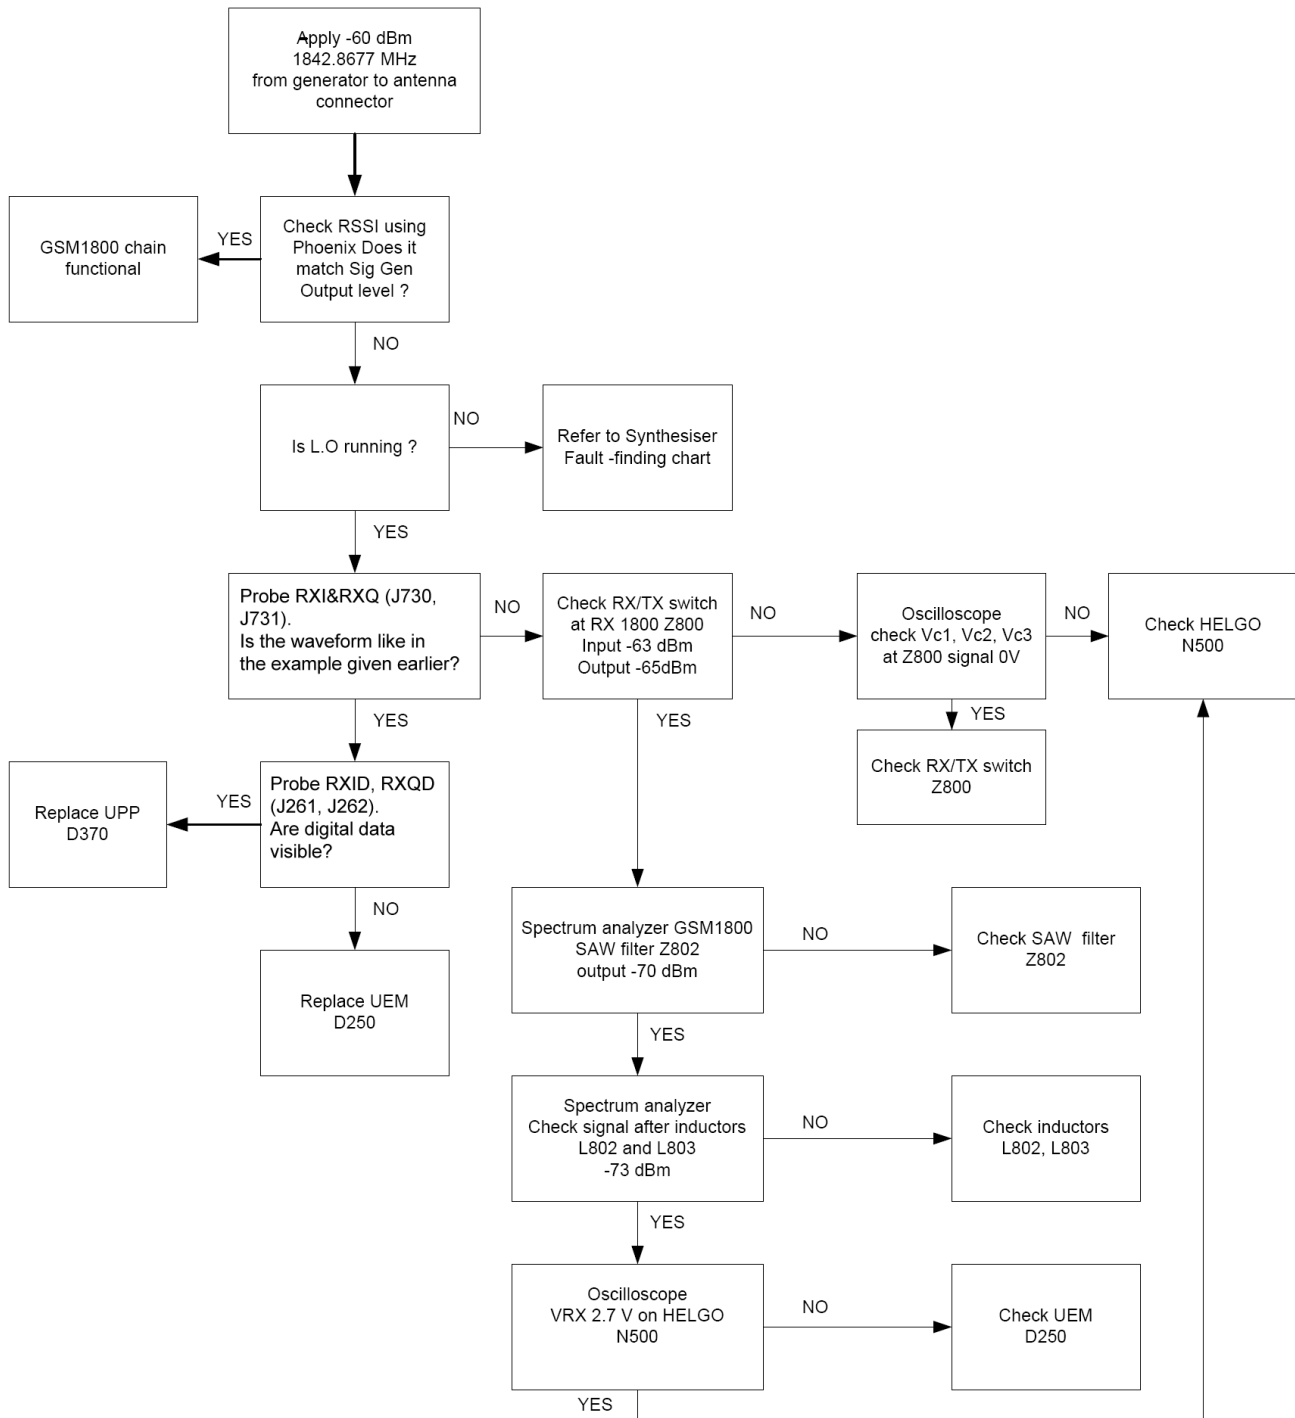 Apply -60 dBm
1842.8677 MHz
from generator to antenna
connector
Check RSSI using
Phoenix Does it
match Sig Gen
Output level ?
YES
GSM1800 chain
functional
NO
Is L.O running ?
NO
Refer to Synthesiser
Fault -finding chart
YES
Probe RXI&RXQ (J730,
J731).
Is the waveform like in
the example given earlier?
NO
Check RX/TX switch
at RX 1800 Z800
Input -63 dBm
Output -65dBm
NO
Oscilloscope
check Vc1, Vc2, Vc3
at Z800 signal 0V
NO
Check HELGO
N500
YES
YES
YES
Check RX/TX switch
Z800
Probe RXID, RXQD
(J261, J262).
Are digital data
visible?
YES
Replace UPP
D370
NO
Replace UEM
D250
Spectrum analyzer GSM1800
SAW filter Z802
output -70 dBm
NO
Check SAW filter
Z802
YES
Spectrum analyzer
Check signal after inductors
L802 and L803
-73 dBm
NO
Check inductors
L802, L803
YES
Oscilloscope
VRX 2.7 V on HELGO
N500
NO
Check UEM
D250
YES